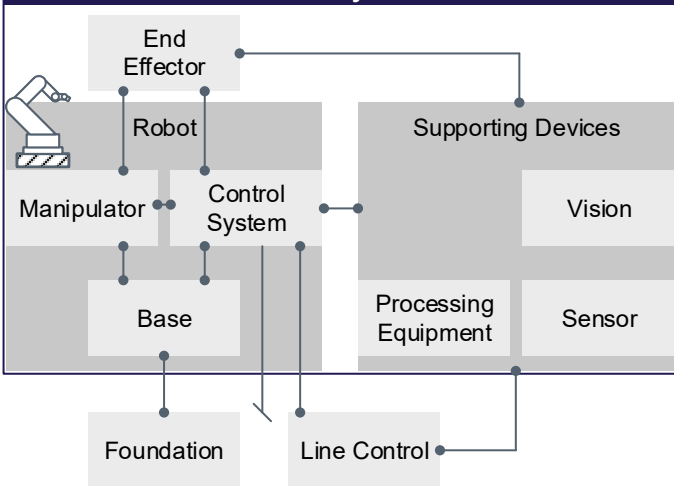 End
Effector
Robot
Supporting Devices
Manipulator
Control
System
Vision
Base
Processing
Equipment
Sensor
Foundation
Line Control